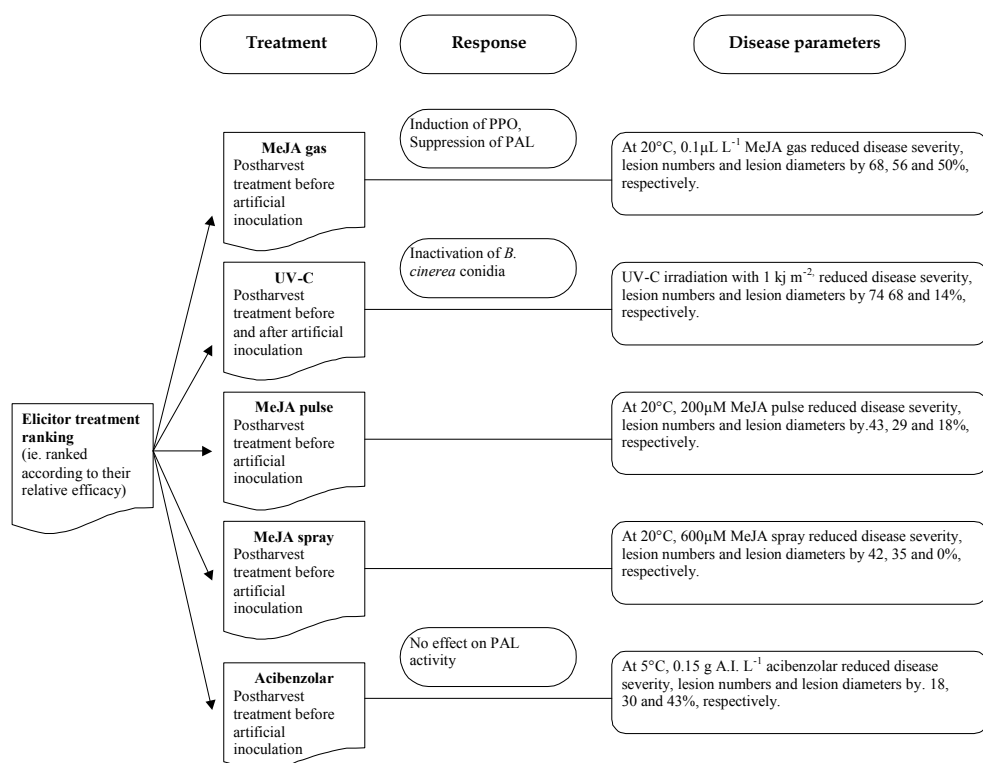 Treatment
Response
Disease parameters
Elicitor treatment
ranking
(ie. ranked
according to their
relative efficacy)
MeJA gas
Postharvest
treatment before
artificial
inoculation
Induction of PPO,
Suppression of PAL
At 20°C, 0.1µL L-1 MeJA gas reduced disease severity,
lesion numbers and lesion diameters by 68, 56 and 50%,
respectively.
UV-C
Postharvest
treatment before
and after artificial
inoculation
Inactivation of B.
cinerea conidia
UV-C irradiation with 1 kj m-2, reduced disease severity,
lesion numbers and lesion diameters by 74 68 and 14%,
respectively.
MeJA pulse
Postharvest
treatment before
artificial
inoculation
At 20°C, 200µM MeJA pulse reduced disease severity,
lesion numbers and lesion diameters by.43, 29 and 18%,
respectively.
MeJA spray
Postharvest
treatment before
artificial
inoculation
At 20°C, 600µM MeJA spray reduced disease severity,
lesion numbers and lesion diameters by 42, 35 and 0%,
respectively.
Acibenzolar
Postharvest
treatment before
artificial
inoculation
No effect on PAL
activity
At 5°C, 0.15 g A.I. L-1 acibenzolar reduced disease
severity, lesion numbers and lesion diameters by. 18,
30 and 43%, respectively.